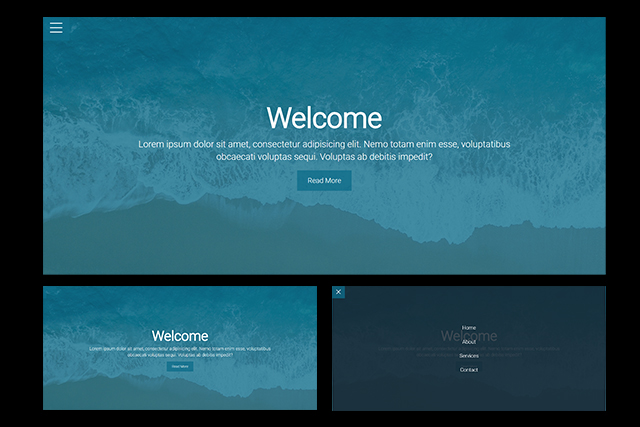 Welcome
Lorem ipsum dolor sit amet, consectetur adipisicing elit. Nemo totam enim esse, voluptatibus
obcaecati voluptas sequi. Voluptas ab debitis impedit?
Read More
Welcome
Lorem ipsum dolor sit amet, consectetur adipisicing elit. Nemo totam enim esse, voluptatibus
obcaecati voluptas sequi. Voluptas ab debitis impedit?
Read More
Home
Welcome
About
Services
Contact